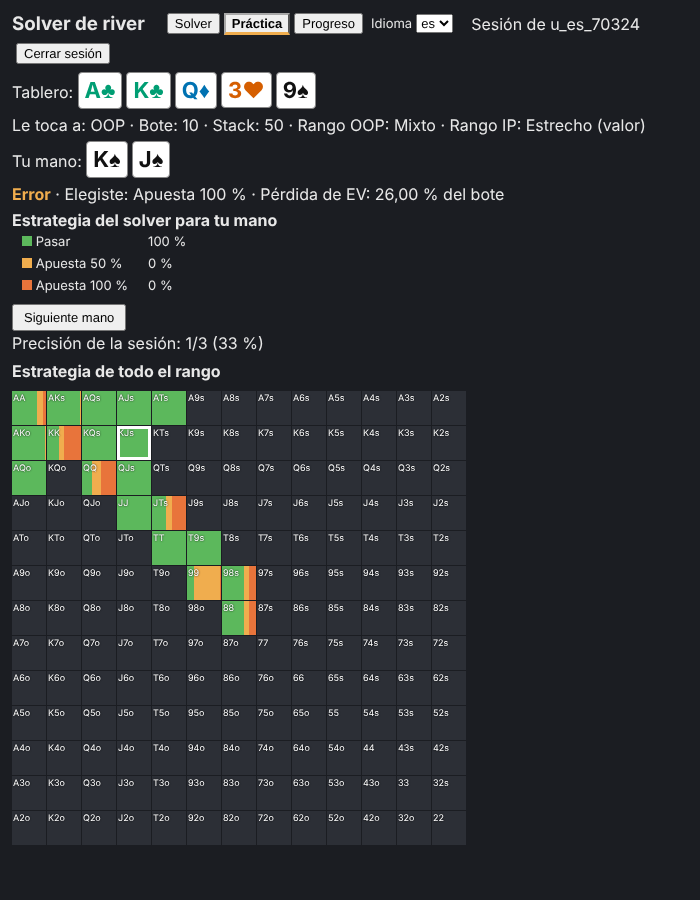 Solver de river Solver Práctica Progreso Idioma es Sesión de u_es_70324
Cerrar sesión
Tablero: A♣ K♣ Q♦ 3♥ 9♠
Le toca a: OOP · Bote: 10 · Stack: 50 · Rango OOP: Mixto · Rango IP: Estrecho (valor)
Tu mano: K♠ J♠
Error · Elegiste: Apuesta 100 % · Pérdida de EV: 26,00 % del bote
Estrategia del solver para tu mano
Pasar 100 %
Apuesta 50 % 0 %
Apuesta 100 % 0 %
Siguiente mano
Precisión de la sesión: 1/3 (33 %)
Estrategia de todo el rango
AA AKs AQs AJs ATs A9s A8s A7s A6s A5s A4s A3s A2s
AKo KK KQs KJs KTs K9s K8s K7s K6s K5s K4s K3s K2s
AQo KQo QQ QJs QTs Q9s Q8s Q7s Q6s Q5s Q4s Q3s Q2s
AJo KJo QJo JJ JTs J9s J8s J7s J6s J5s J4s J3s J2s
ATo KTo QTo JTo TT T9s T8s T7s T6s T5s T4s T3s T2s
A9o K9o Q9o J9o T9o 99 98s 97s 96s 95s 94s 93s 92s
A8o K8o Q8o J8o T8o 98o 88 87s 86s 85s 84s 83s 82s
A7o K7o Q7o J7o T7o 97o 87o 77 76s 75s 74s 73s 72s
A6o K6o Q6o J6o T6o 96o 86o 76o 66 65s 64s 63s 62s
A5o K5o Q5o J5o T5o 95o 85o 75o 65o 55 54s 53s 52s
A4o K4o Q4o J4o T4o 94o 84o 74o 64o 54o 44 43s 42s
A3o K3o Q3o J3o T3o 93o 83o 73o 63o 53o 43o 33 32s
A2o K2o Q2o J2o T2o 92o 82o 72o 62o 52o 42o 32o 22